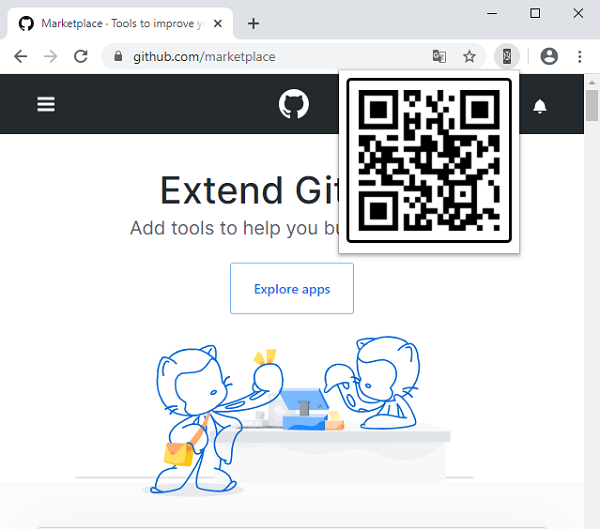 Marketplace · Tools to improve y
github.com/marketplace
Extend Git
Add tools to help you bu
Explore apps